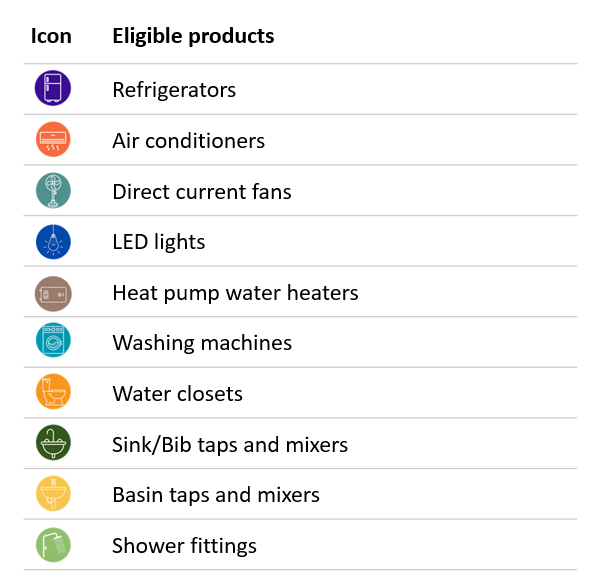 Icon Eligible products
Refrigerators
Air conditioners
Direct current fans
LED lights
Heat pump water heaters
Washing machines
Water closets
Sink/Bib taps and mixers
Basin taps and mixers
Shower fittings